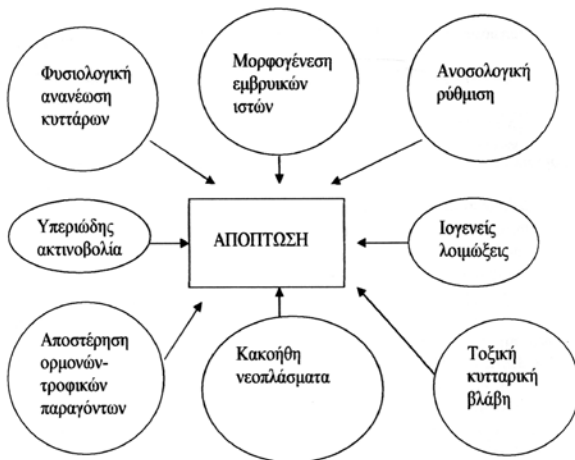 Φυσιολογική
ανανέωση
κυττάρων
Μορφογένεση
εμβρυικών
ιστών
Ανοσολογική
ρύθμιση
Υπεριώδης
ακτινοβολία
ΑΠΟΠΤΩΣΗ
Ιογενείς
λοιμώξεις
Αποστέρηση
ορμονών-
τροφικών
παραγόντων
Κακοήθη
νεοπλάσματα
Τοξική
κυτταρική
βλάβη